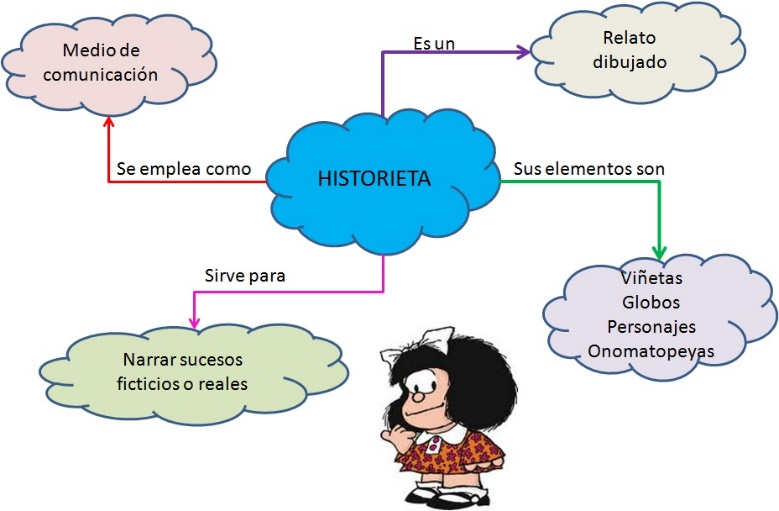 Medio de
comunicación
Es un
Relato
dibujado
Se emplea como
HISTORIETA
Sus elementos son
Sirve para
Viñetas
Globos
Personajes
Onomatopeyas
Narrar sucesos
ficticios o reales